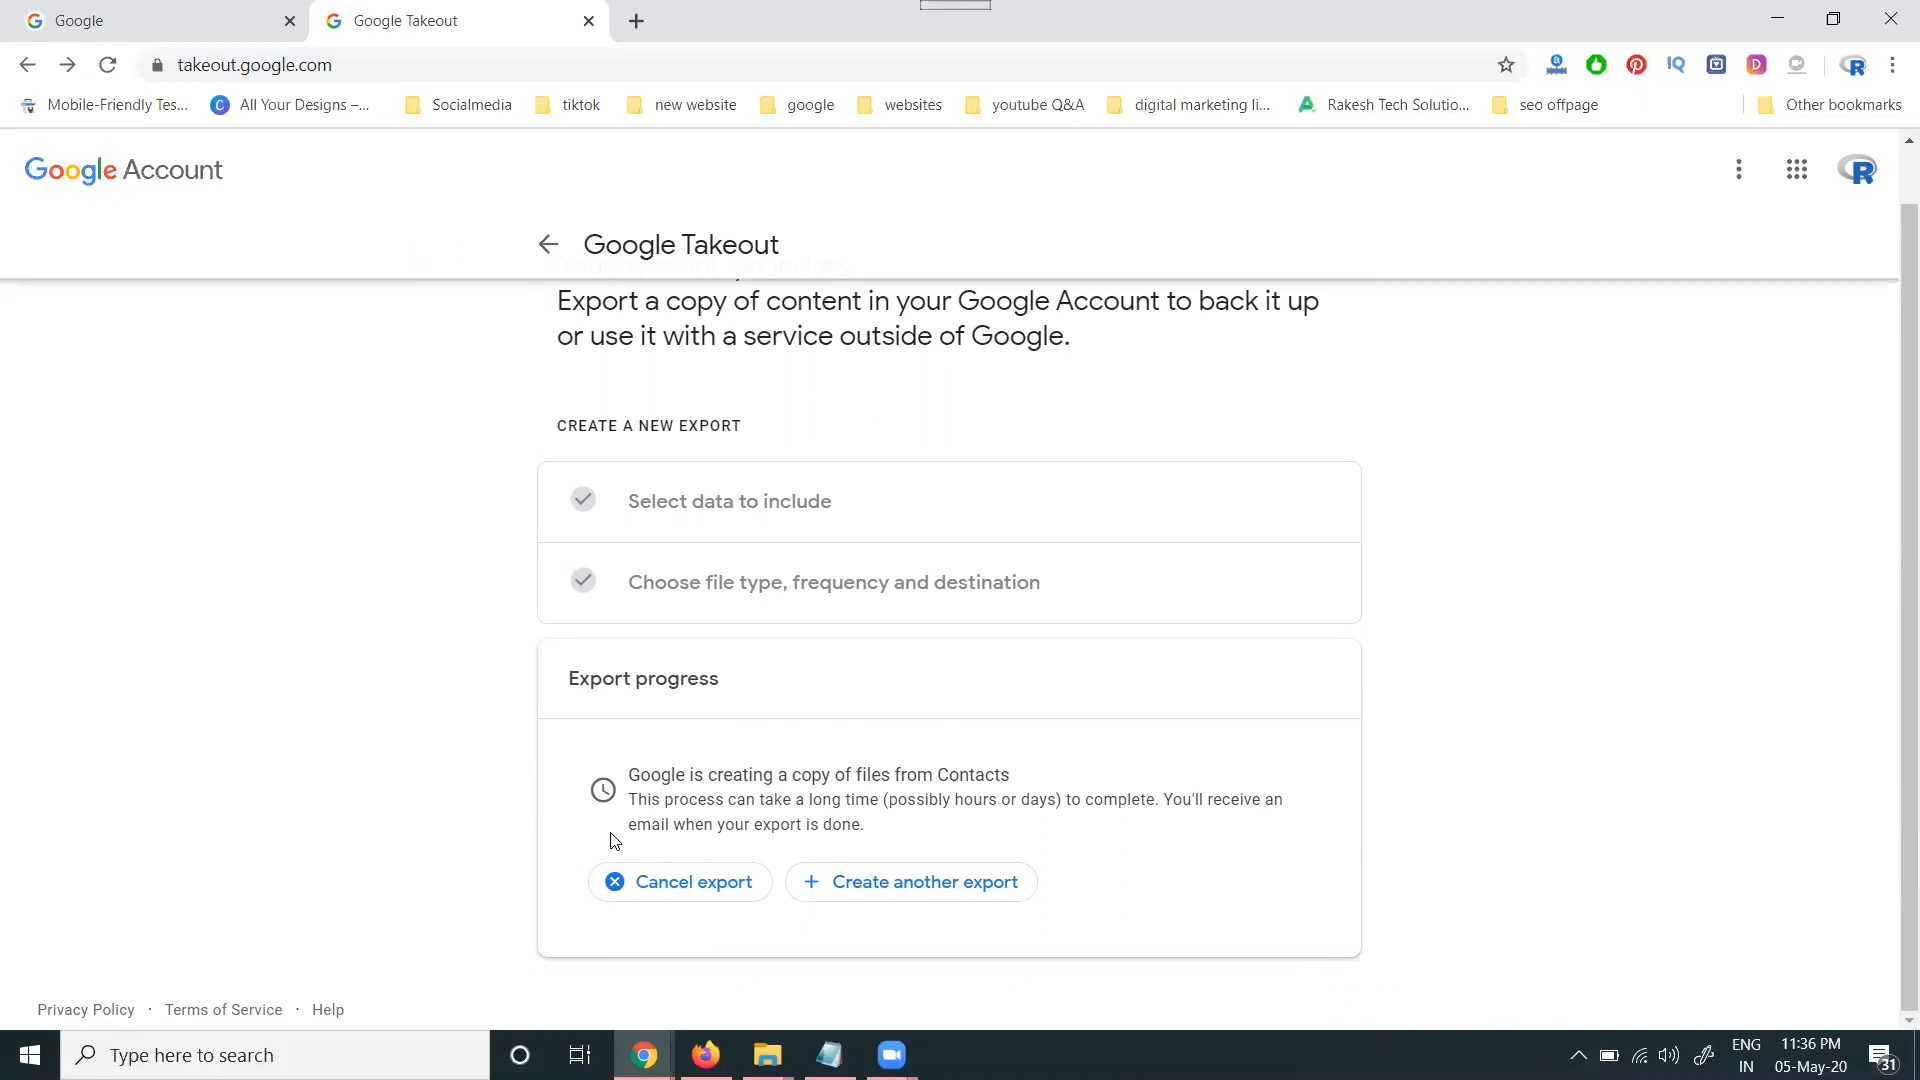 Google
Google Takeout
takeout.google.com
Mobile-Friendly Tes...
All Your Designs –...
Socialmedia
tiktok
new website
google
websites
youtube Q&A
digital marketing li...
Rakesh Tech Solutio...
seo offpage
Other bookmarks
Google Account
Google Takeout
Export a copy of content in your Google Account to back it up
or use it with a service outside of Google.
CREATE A NEW EXPORT
Select data to include
Choose file type, frequency and destination
Export progress
Google is creating a copy of files from Contacts
This process can take a long time (possibly hours or days) to complete. You'll receive an
email when your export is done.
Cancel export
Create another export
Privacy Policy · Terms of Service · Help
Type here to search
ENG
IN
11:36 PM
05-May-20
31